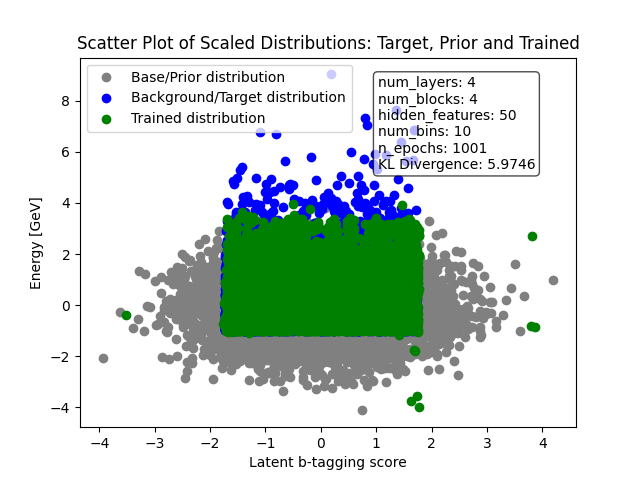 Scatter Plot of Scaled Distributions: Target, Prior and Trained
Base/Prior distribution
Background/Target distribution
Trained distribution
num_layers: 4
num_blocks: 4
hidden_features: 50
num_bins: 10
n_epochs: 1001
KL Divergence: 5.9746
Energy [GeV]
8
6
4
2
0
−2
−4
−4 −3 −2 −1 0 1 2 3 4
Latent b-tagging score